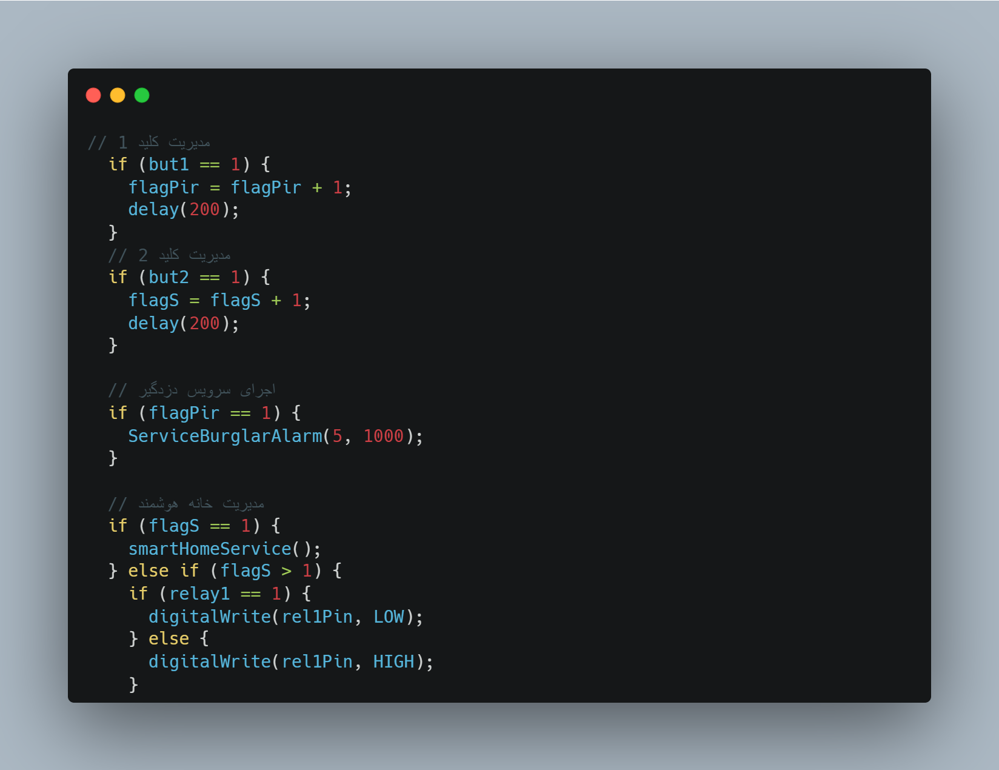 // مدیریت کلید 1
  if (but1 == 1) {
    flagPir = flagPir + 1;
    delay(200);
  }
  // مدیریت کلید 2
  if (but2 == 1) {
    flagS = flagS + 1;
    delay(200);
  }

  // اجرای سرویس دزدگیر
  if (flagPir == 1) {
    ServiceBurglarAlarm(5, 1000);
  }

  // مدیریت خانه هوشمند
  if (flagS == 1) {
    smartHomeService();
  } else if (flagS > 1) {
    if (relay1 == 1) {
      digitalWrite(rel1Pin, LOW);
    } else {
      digitalWrite(rel1Pin, HIGH);
    }